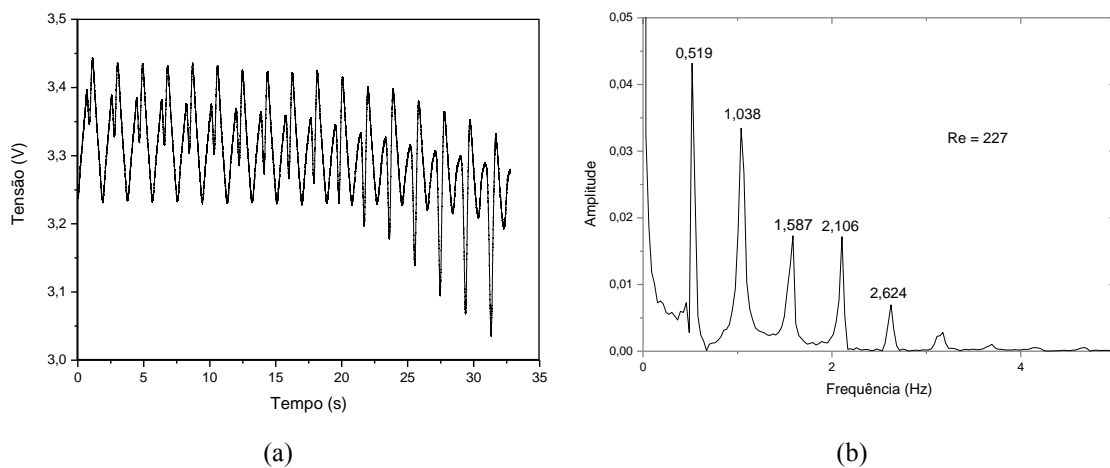 3,5
3,4
3,3
3,2
3,1
3,0
Tensão (V)
0 5 10 15 20 25 30 35
Tempo (s)
(a)
0,05
0,04
0,03
0,02
0,01
0,00
Amplitude
0,519
1,038
1,587
2,106
2,624
Re = 227
0 2 4
Frequência (Hz)
(b)